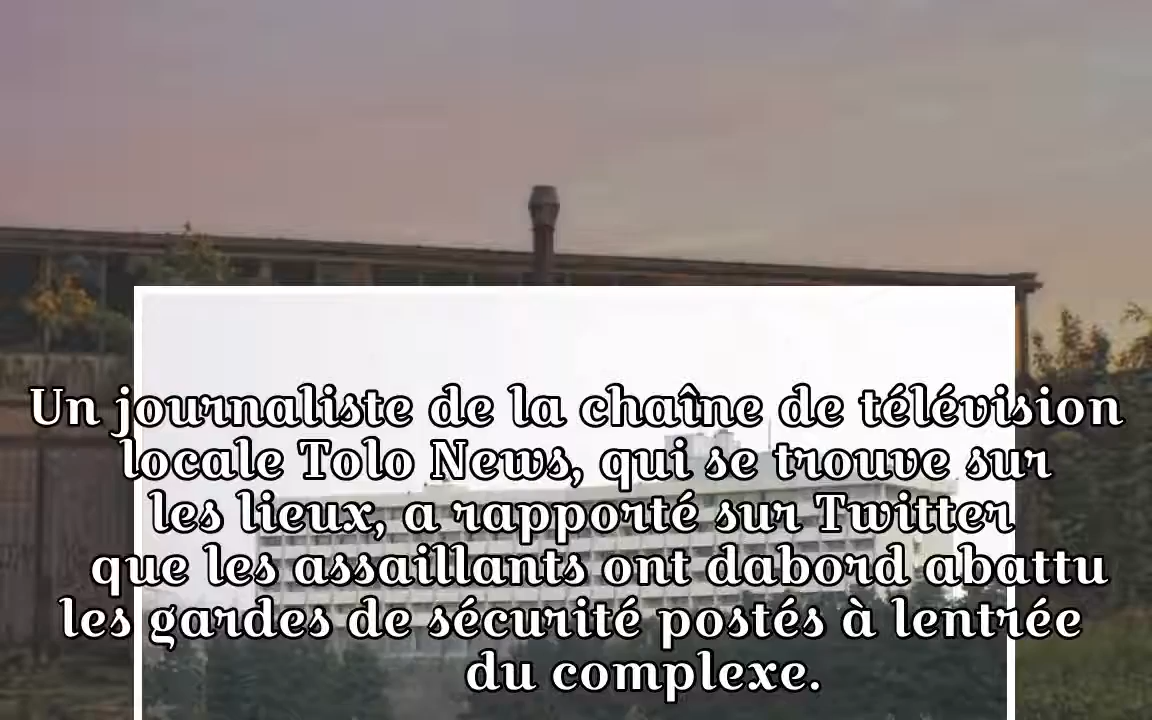 Un journaliste de la chaîne de télévision
locale Tolo News, qui se trouve sur
les lieux, a rapporté sur Twitter
que les assaillants ont dabord abattu
les gardes de sécurité postés à lentrée
du complexe.